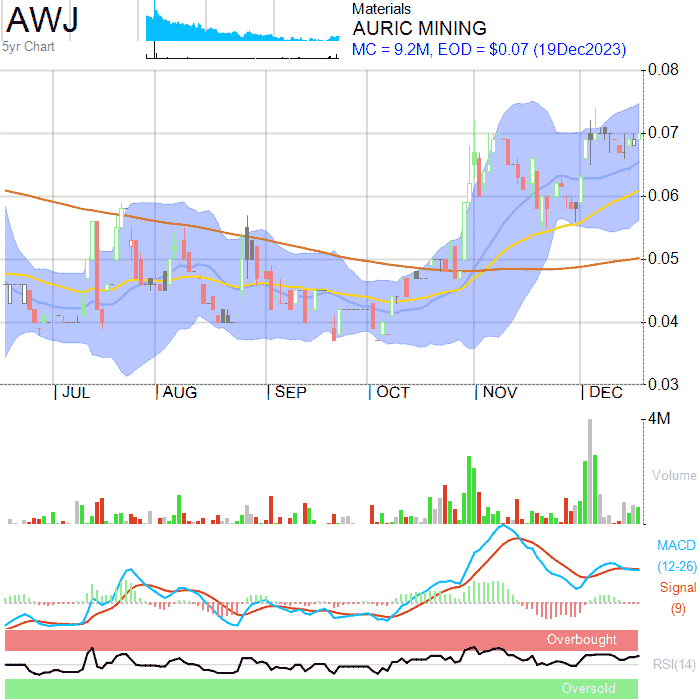 AWJ
5yr Chart
Materials
AURIC MINING
MC = 9.2M, EOD = $0.07 (19Dec2023)
0.08
0.07
0.06
0.05
0.04
0.03
JUL
AUG
SEP
OCT
NOV
DEC
4M
Volume
MACD
(12-26)
Signal
(9)
Overbought
RSI(14)
Oversold